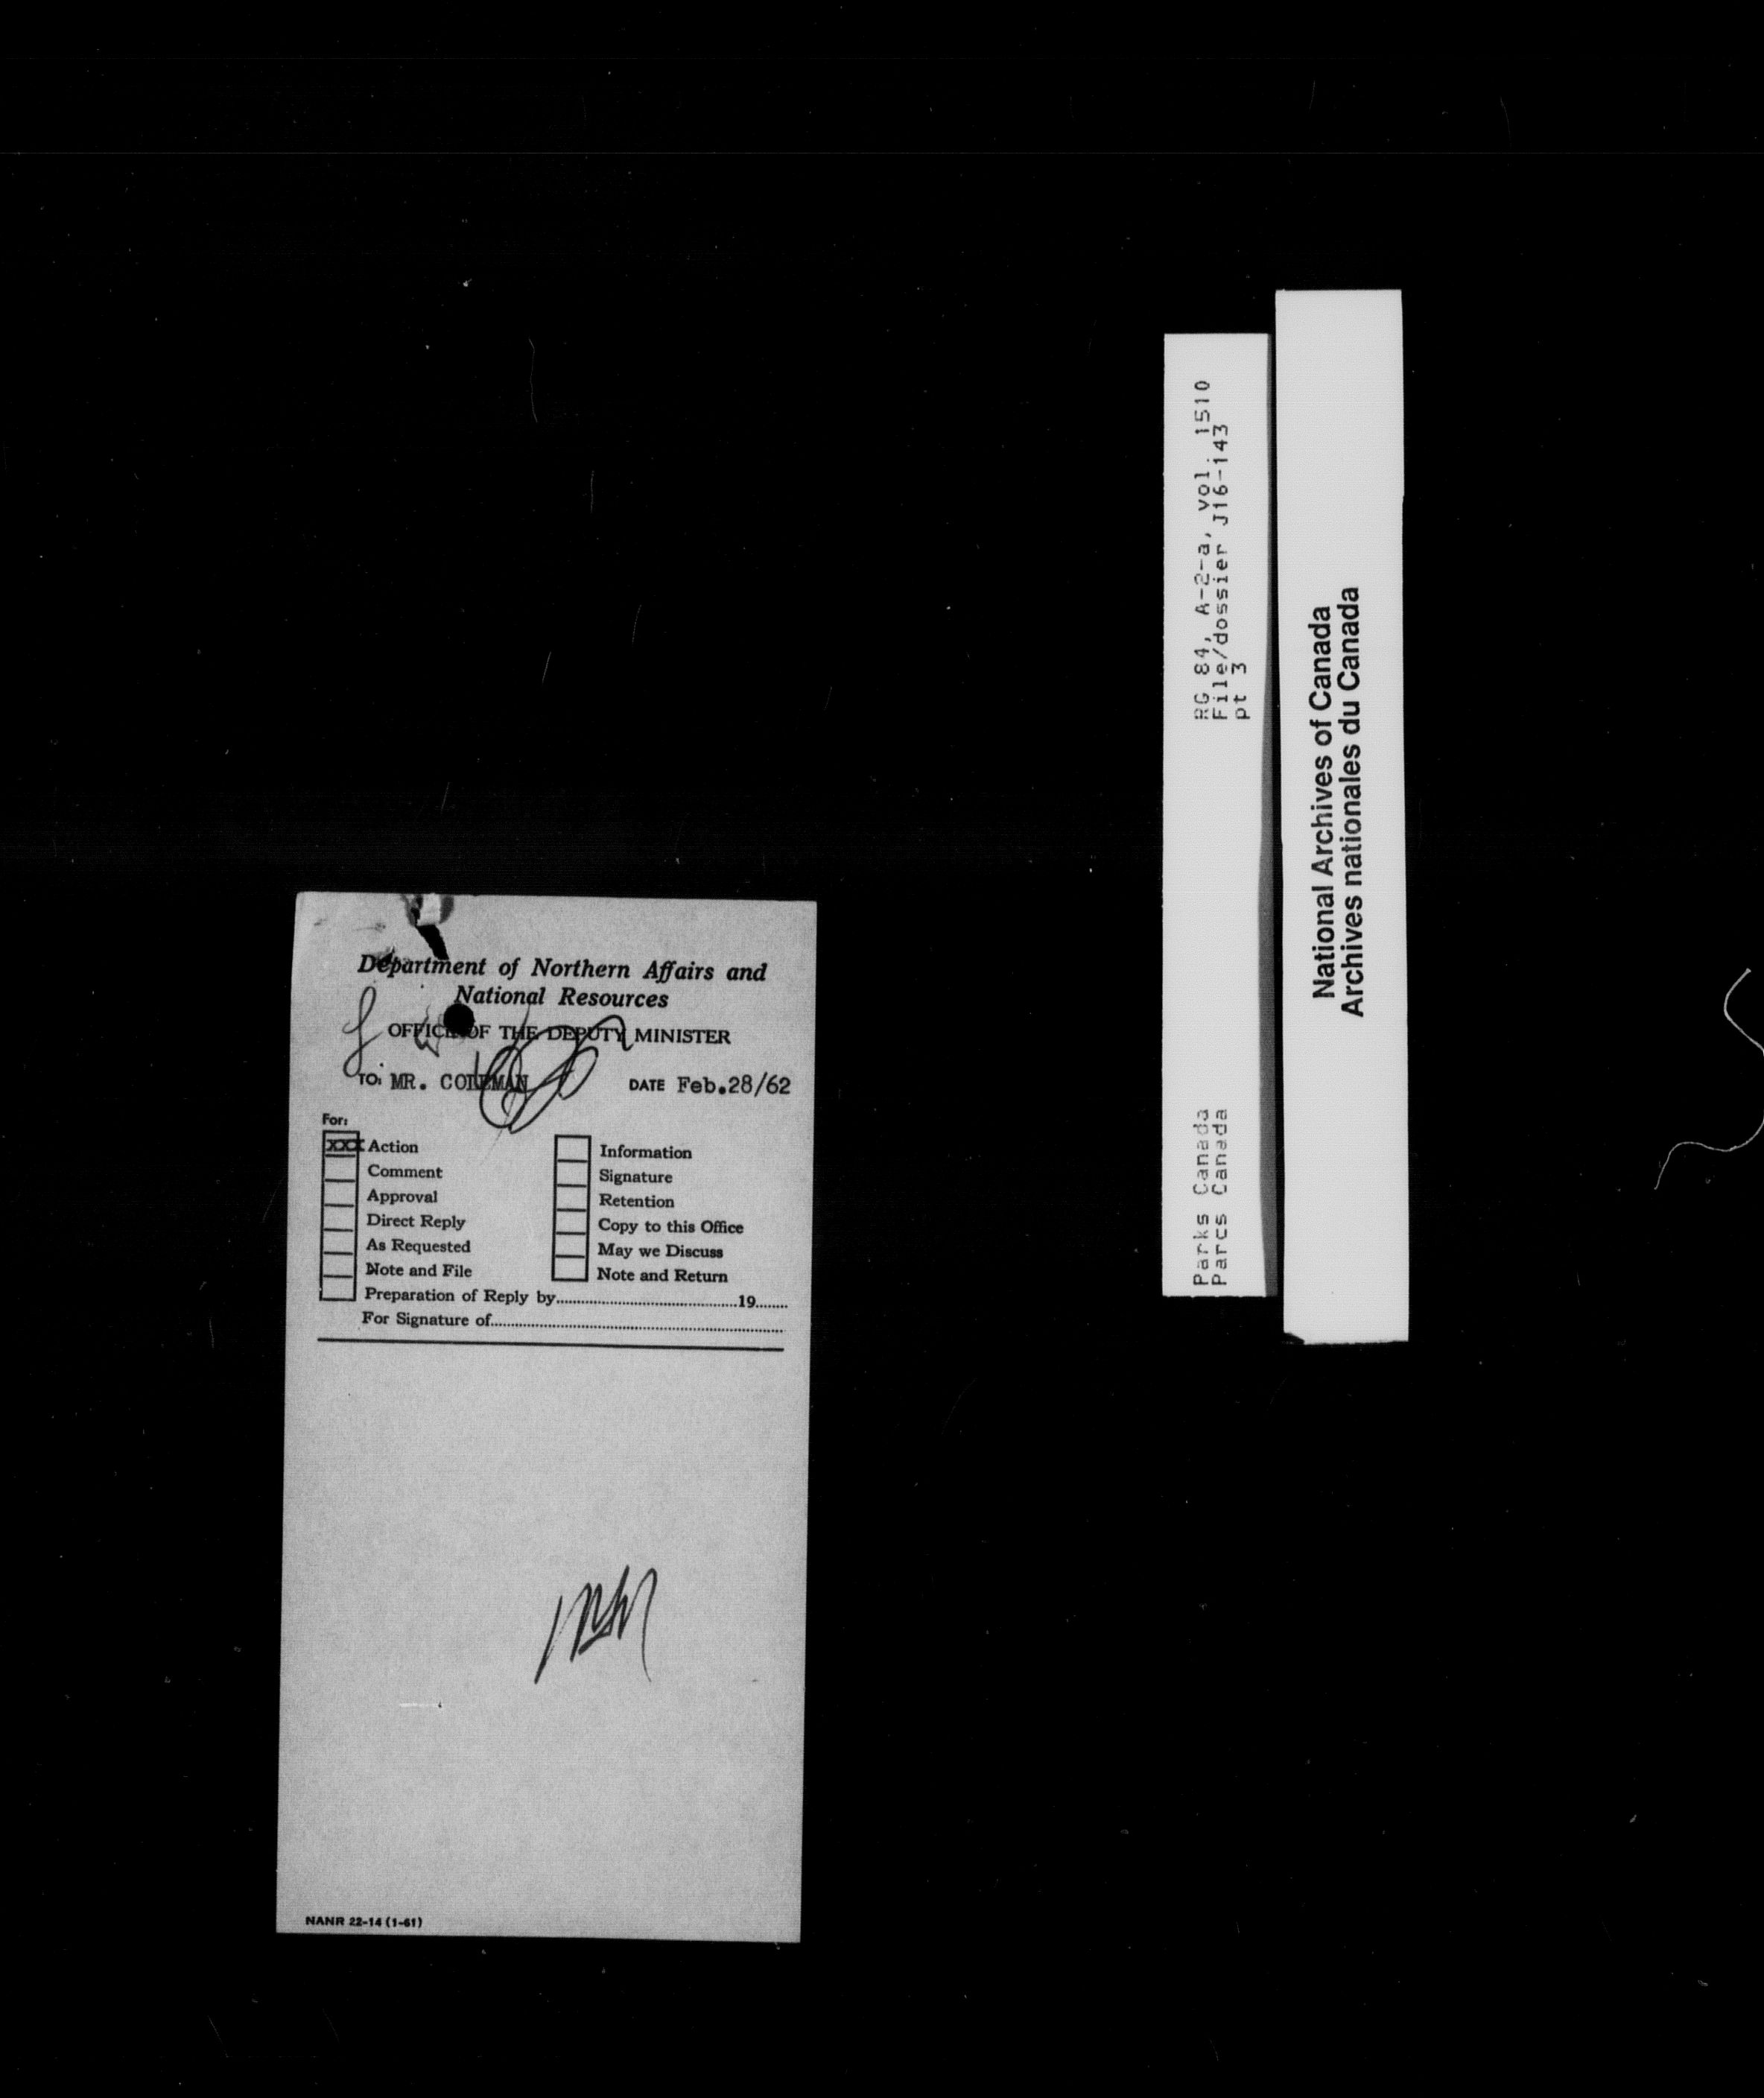 Department of Northern Affairs and
National Resources
OFFICE OF THE DEPUTY MINISTER
TO: MR. COLEMAN DATE Feb.28/62
For:
XXX Action
Comment
Approval
Direct Reply
As Requested
Note and File
Preparation of Reply by 19
For Signature of
Information
Signature
Retention
Copy to this Office
May we Discuss
Note and Return
NANR 22-14 (1-61)
Parks Canada RG 84, A-2-a, vol. 1510
Parcs Canada File/dossier J16-143
pt 3
National Archives of Canada
Archives nationales du Canada